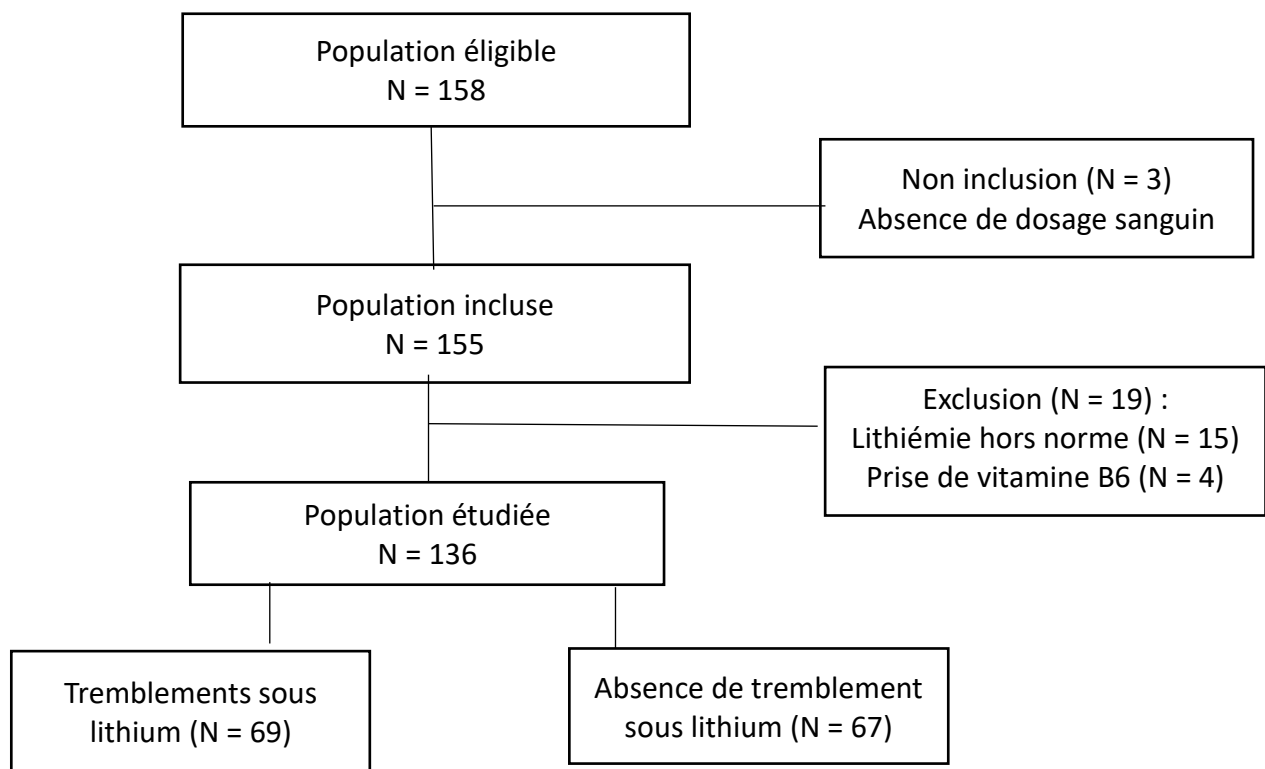 Population éligible
N = 158
Non inclusion (N = 3)
Absence de dosage sanguin
Population incluse
N = 155
Exclusion (N = 19) :
Lithiémie hors norme (N = 15)
Prise de vitamine B6 (N = 4)
Population étudiée
N = 136
Tremblements sous
lithium (N = 69)
Absence de tremblement
sous lithium (N = 67)